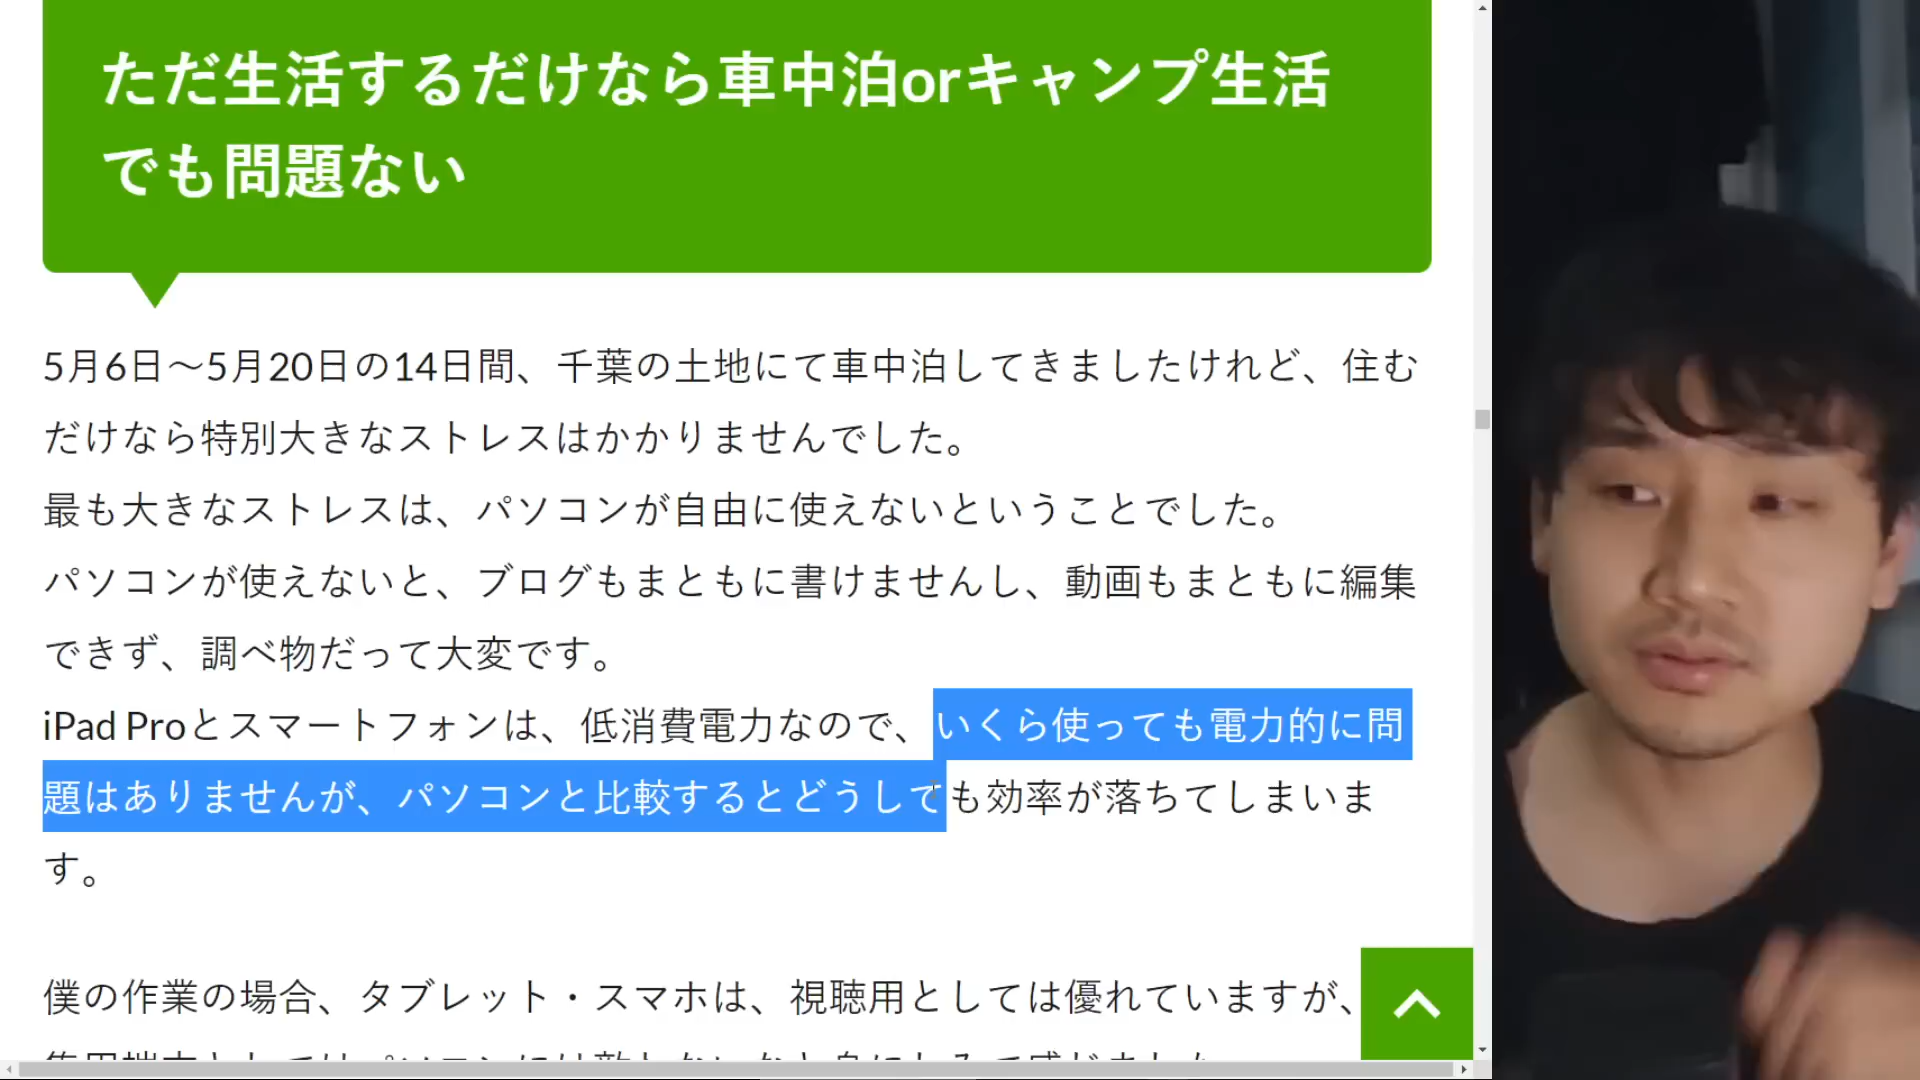 ただ生活するだけなら車中泊orキャンプ生活
でも問題ない
5月6日〜5月20日の14日間、千葉の土地にて車中泊してきましたけれど、住む
だけなら特別大きなストレスはかかりませんでした。
最も大きなストレスは、パソコンが自由に使えないということでした。
パソコンが使えないと、ブログもまともに書けませんし、動画もまともに編集
できず、調べ物だって大変です。
iPad Proとスマートフォンは、低消費電力なので、いくら使っても電力的に問
題はありませんが、パソコンと比較するとどうしても効率が落ちてしまいま
す。
僕の作業の場合、タブレット・スマホは、視聴用としては優れていますが、